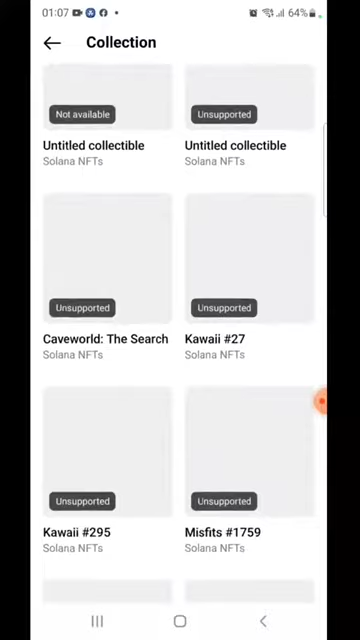 01:07
64%
Collection
Not available
Unsupported
Untitled collectible
Untitled collectible
Solana NFTs
Solana NFTs
Unsupported
Unsupported
Caveworld: The Search
Kawaii #27
Solana NFTs
Solana NFTs
Unsupported
Unsupported
Kawaii #295
Misfits #1759
Solana NFTs
Solana NFTs